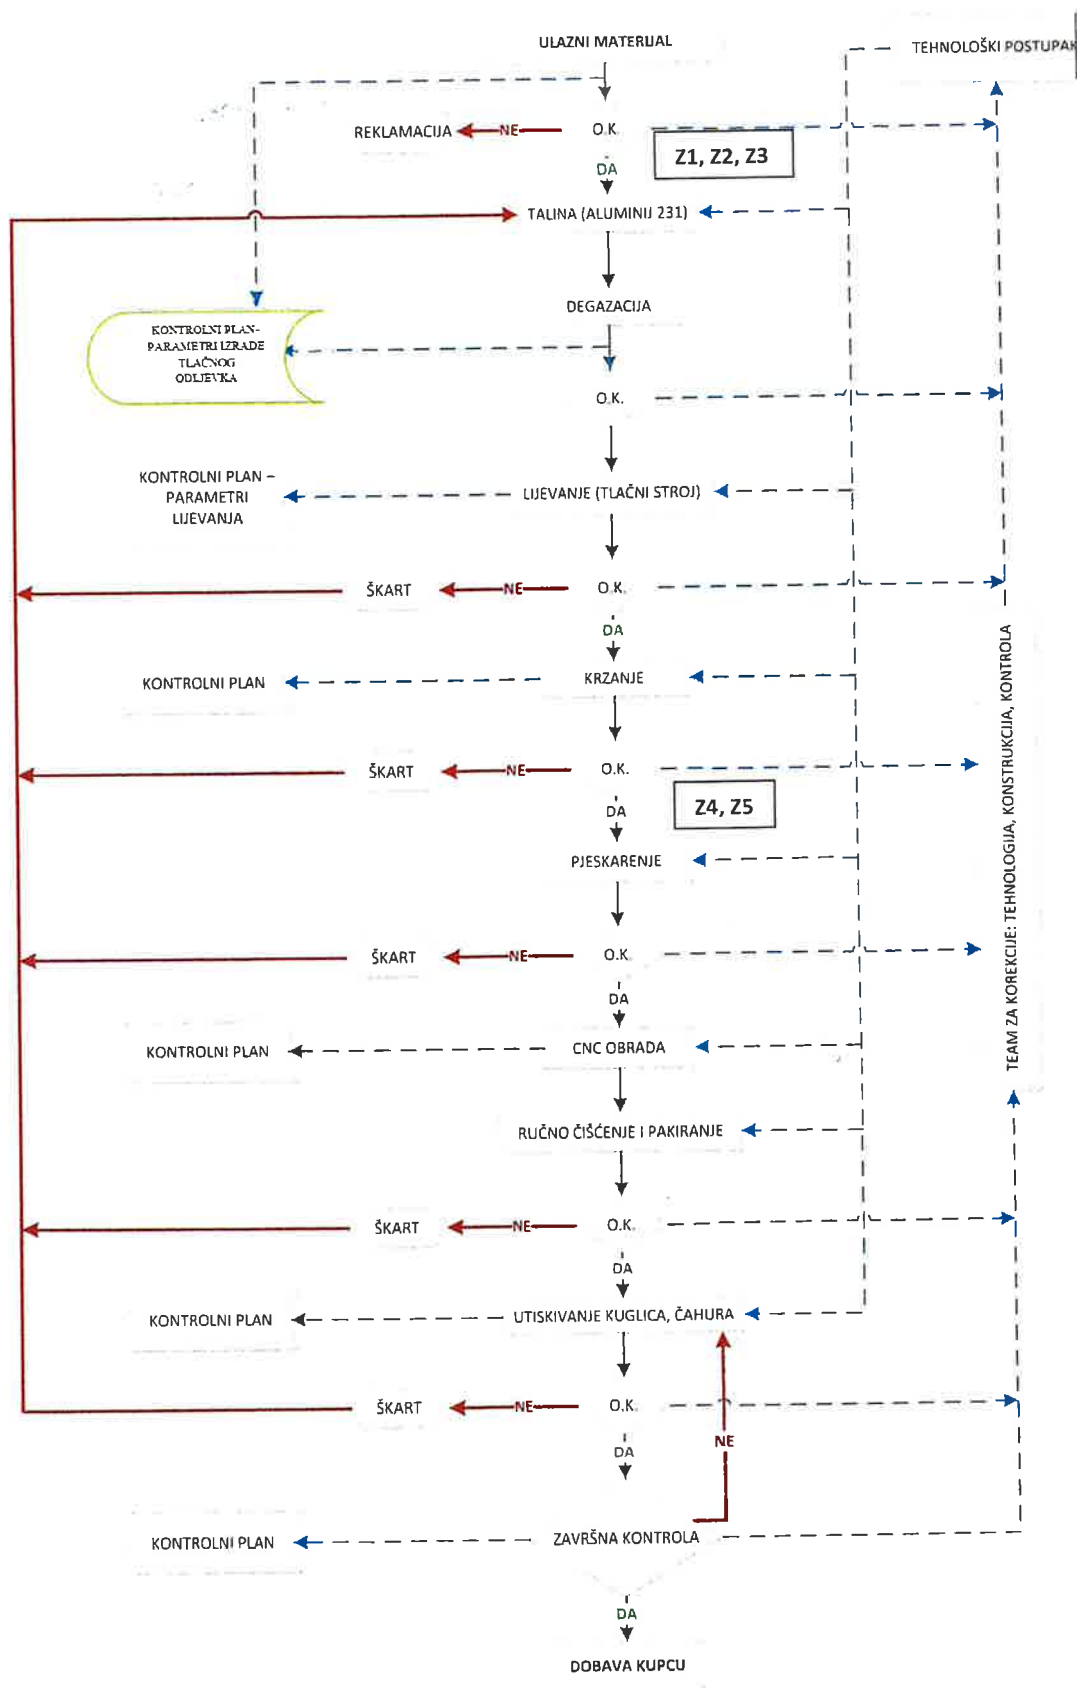 ULAZNI MATERIJAL
TEHNOLOŠKI POSTUPAK
REKLAMACIJA
NE
O.K.
Z1, Z2, Z3
DA
TALINA (ALUMINIJ 231)
DEGAZACIJA
KONTROLNI PLAN-
PARAMETRI IZRADE
TLAČNOG
ODLJEVKA
O.K.
KONTROLNI PLAN –
PARAMETRI
LIJEVANJA
LIJEVANJE (TLAČNI STROJ)
ŠKART
NE
O.K.
DA
TEAM ZA KOREKCIJE: TEHNOLOGIJA, KONSTRUKCIJA, KONTROLA
KONTROLNI PLAN
KRZANJE
ŠKART
NE
O.K.
DA
Z4, Z5
PJESKARENJE
ŠKART
NE
O.K.
DA
KONTROLNI PLAN
CNC OBRADA
RUČNO ČIŠĆENJE I PAKIRANJE
ŠKART
NE
O.K.
DA
KONTROLNI PLAN
UTISKIVANJE KUGLICA, ČAHURA
ŠKART
NE
O.K.
NE
DA
KONTROLNI PLAN
ZAVRŠNA KONTROLA
DA
DOBAVA KUPCU